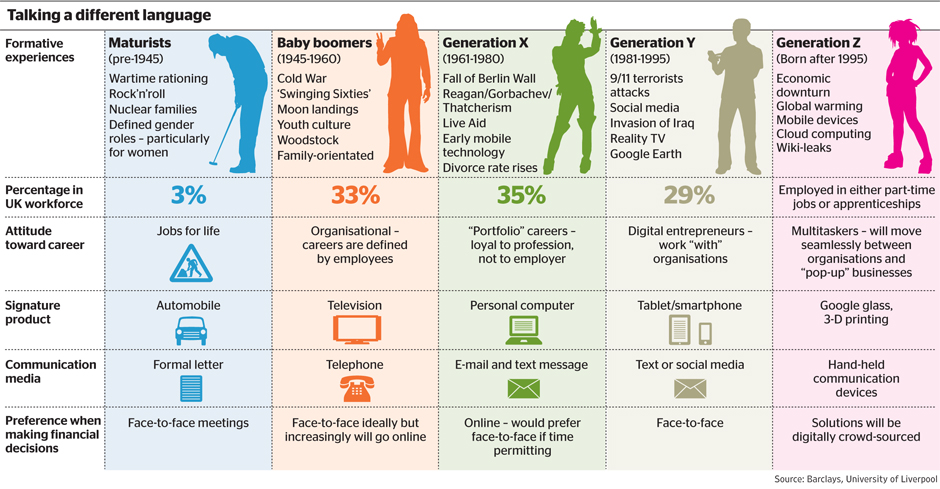 Talking a different language
Formative
experiences
Maturists
(pre-1945)
Wartime rationing
Rock'n'roll
Nuclear families
Defined gender
roles – particularly
for women
Baby boomers
(1945-1960)
Cold War
‘Swinging Sixties’
Moon landings
Youth culture
Woodstock
Family-orientated
Generation X
(1961-1980)
Fall of Berlin Wall
Reagan/Gorbachev/
Thatcherism
Live Aid
Early mobile
technology
Divorce rate rises
Generation Y
(1981-1995)
9/11 terrorists
attacks
Social media
Invasion of Iraq
Reality TV
Google Earth
Generation Z
(Born after 1995)
Economic
downturn
Global warming
Mobile devices
Cloud computing
Wiki-leaks
Percentage in
UK workforce
3%
33%
35%
29%
Employed in either part-time
jobs or apprenticeships
Attitude
toward career
Jobs for life
Organisational –
careers are defined
by employees
“Portfolio” careers –
loyal to profession,
not to employer
Digital entrepreneurs –
work “with”
organisations
Multitaskers – will move
seamlessly between
organisations and
“pop-up” businesses
Signature
product
Automobile
Television
Personal computer
Tablet/smartphone
Google glass,
3-D printing
Communication
media
Formal letter
Telephone
E-mail and text message
Text or social media
Hand-held
communication
devices
Preference when
making financial
decisions
Face-to-face meetings
Face-to-face ideally but
increasingly will go online
Online – would prefer
face-to-face if time
permitting
Face-to-face
Solutions will be
digitally crowd-sourced
Source: Barclays, University of Liverpool